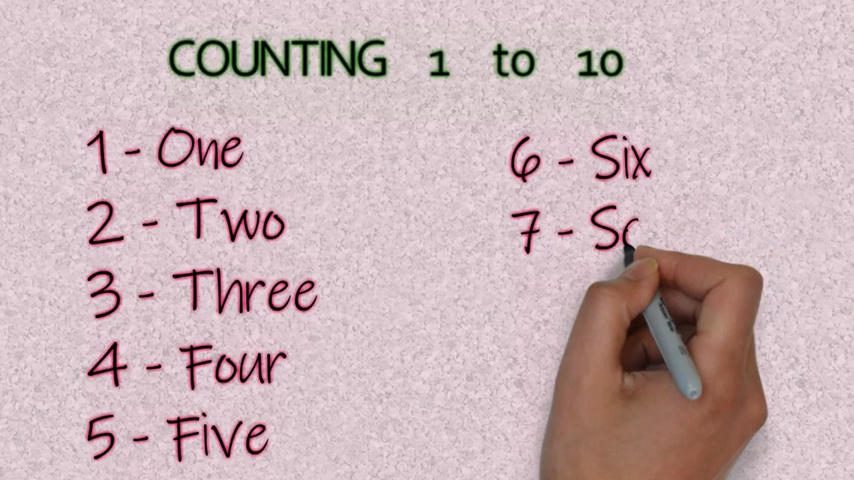 COUNTING 1 to 10
1 - One
2 - Two
3 - Three
4 - Four
5 - Five
6 - Six
7 - S